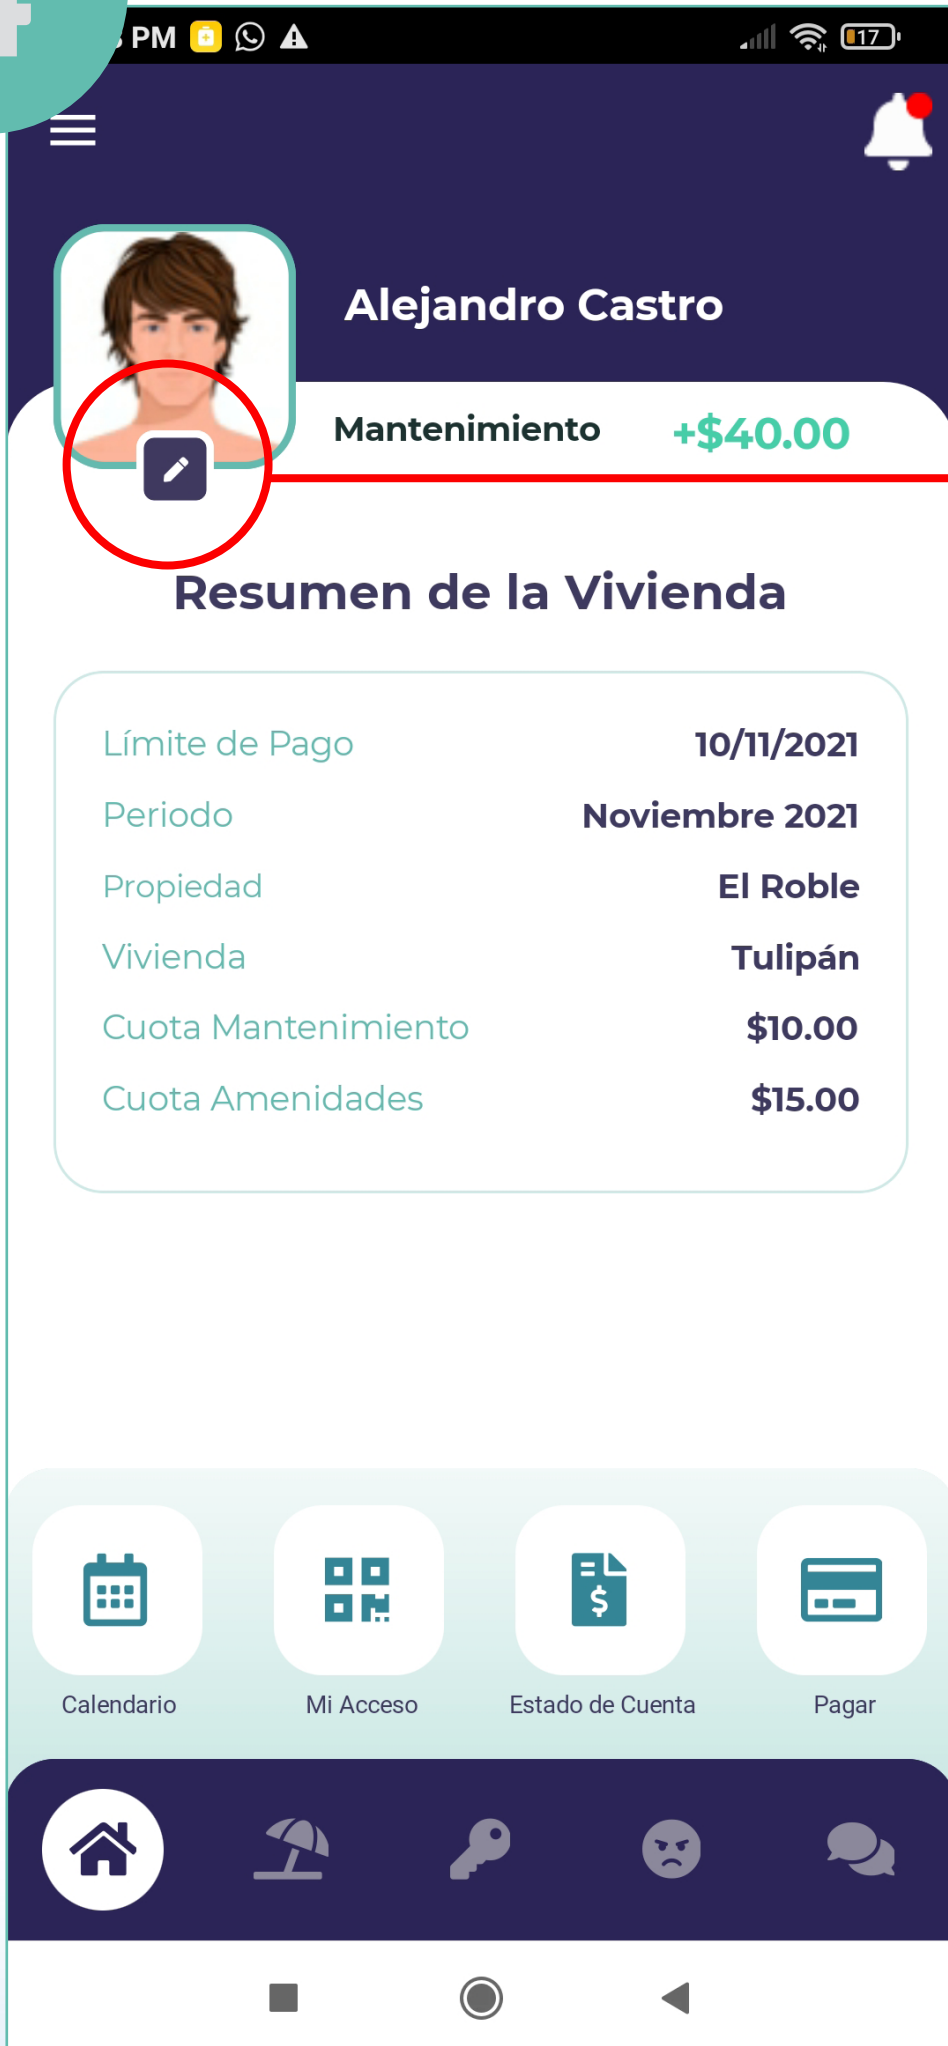 PM
17
Alejandro Castro
Mantenimiento +$40.00
Resumen de la Vivienda
Límite de Pago 10/11/2021
Periodo Noviembre 2021
Propiedad El Roble
Vivienda Tulipán
Cuota Mantenimiento $10.00
Cuota Amenidades $15.00
Calendario Mi Acceso Estado de Cuenta Pagar